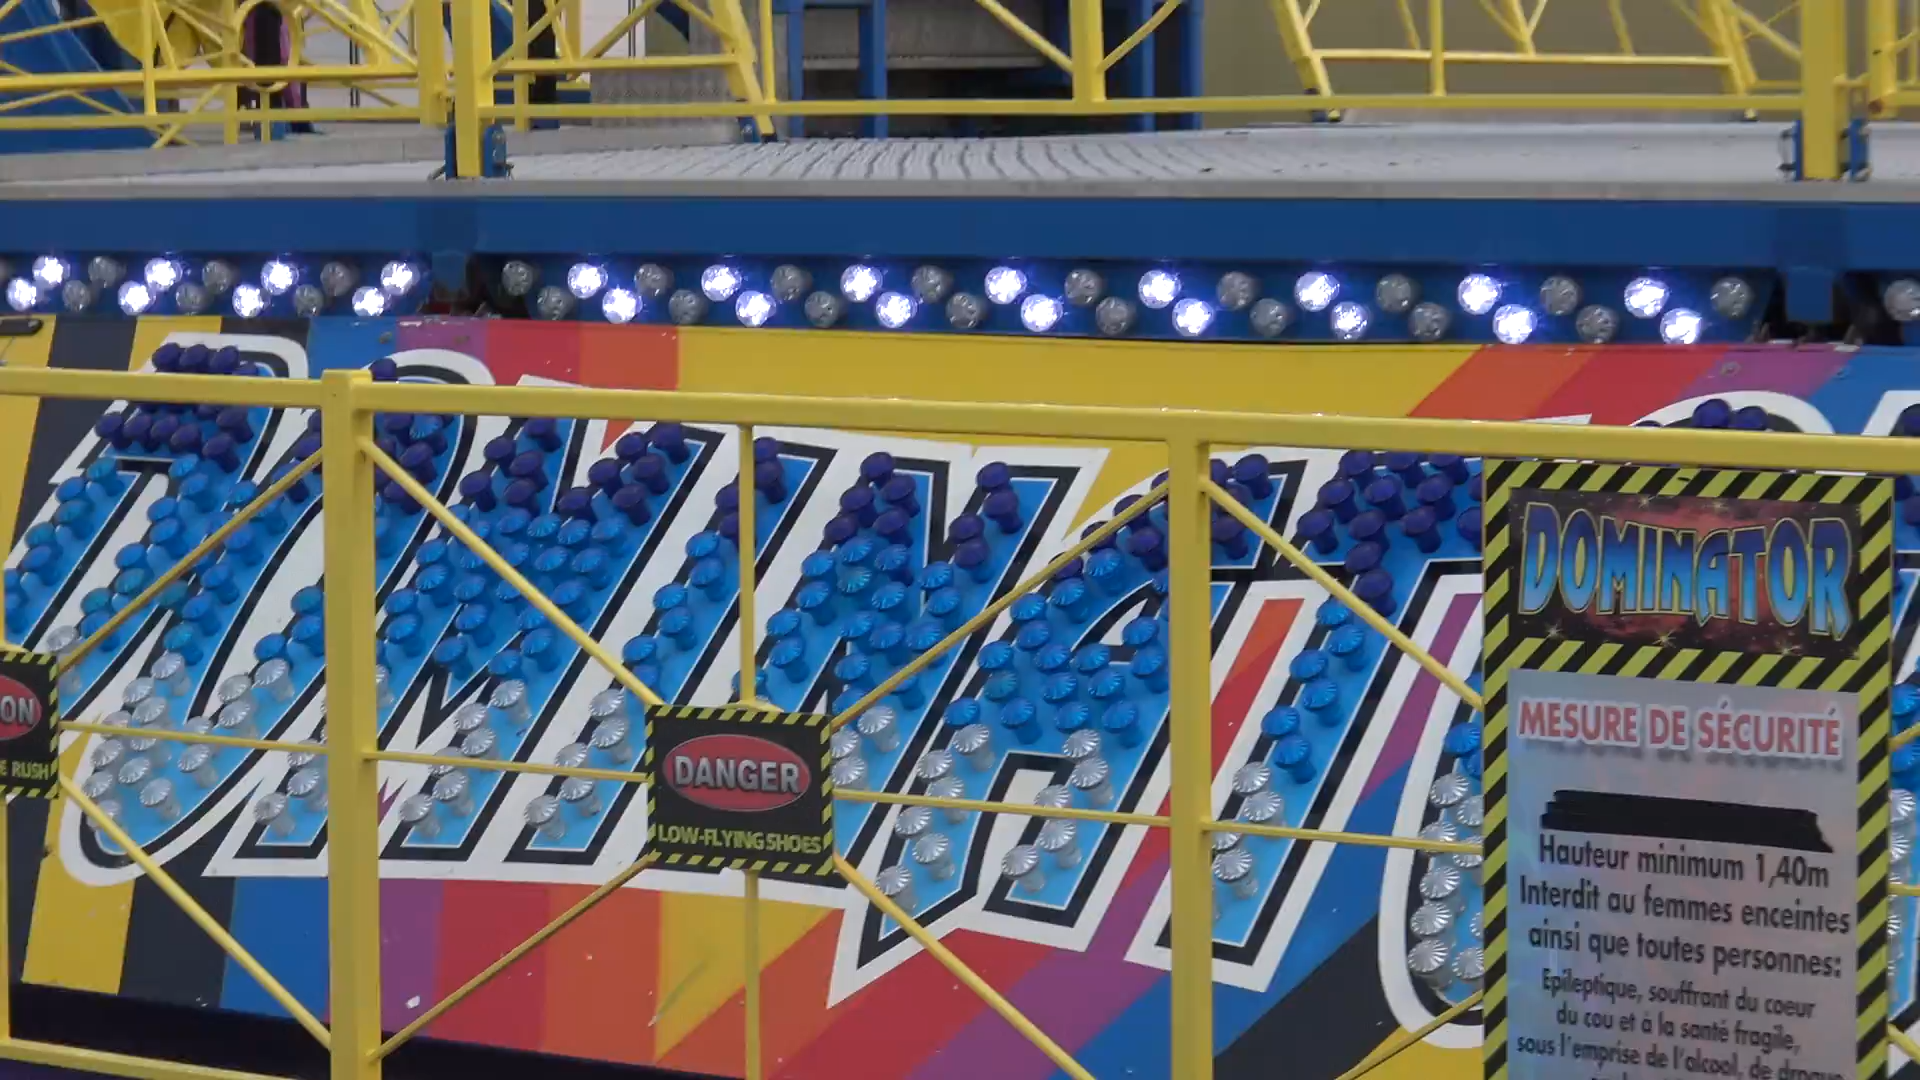 OMINATO
ON
E RUSH
DANGER
LOW-FLYING SHOES
DOMINATOR
MESURE DE SÉCURITÉ
Hauteur minimum 1,40m
Interdit au femmes enceintes
ainsi que toutes personnes:
Epileptique, souffrant du coeur
du cou et à la santé fragile,
sous l'emprise de l'alcool, de drogue